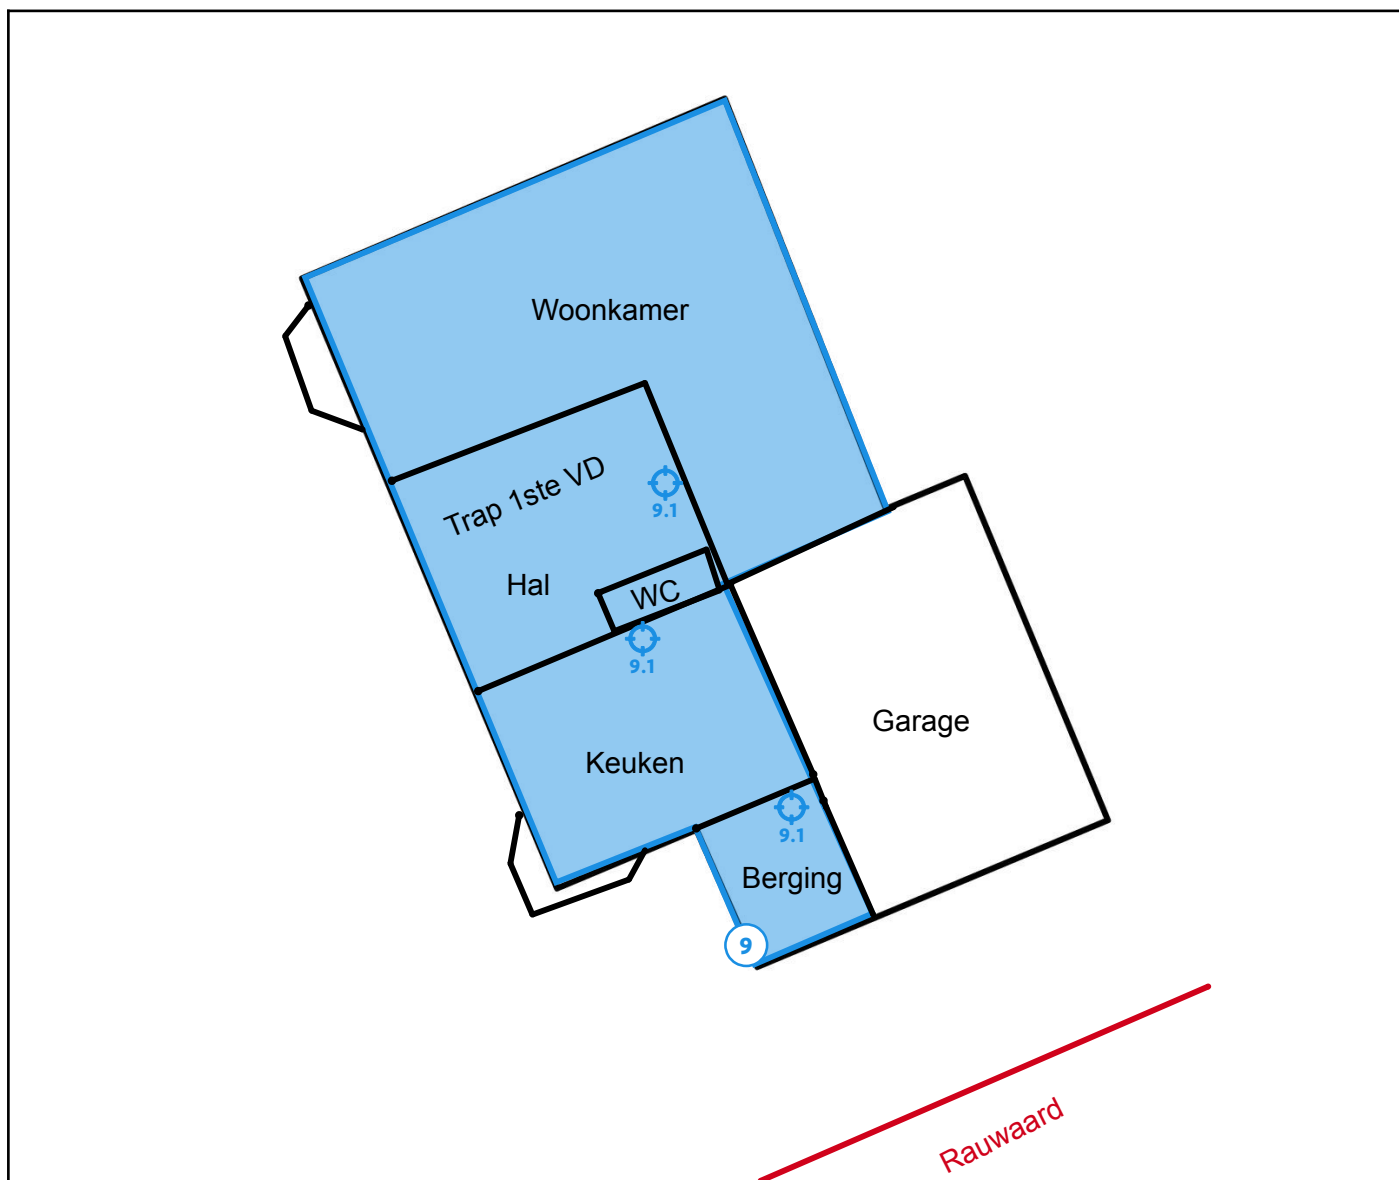 Woonkamer
Trap 1ste VD
9.1
Hal
WC
9.1
Garage
Keuken
9.1
Berging
9
Rauwaard